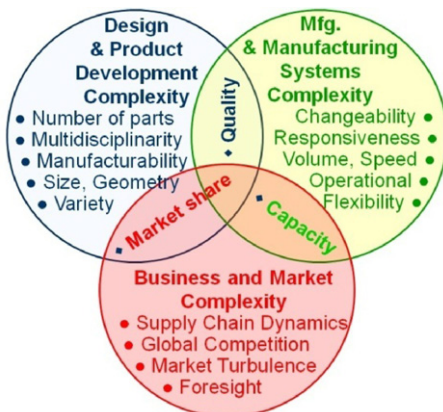 Design
& Product
Development
Complexity
• Number of parts
• Multidisciplinarity
• Manufacturability
• Size, Geometry
• Variety
Mfg.
& Manufacturing
Systems
Complexity
Changeability •
Responsiveness •
Volume, Speed •
Operational •
Flexibility •
Quality
Market share
Capacity
Business and Market
Complexity
• Supply Chain Dynamics
• Global Competition
• Market Turbulence
• Foresight